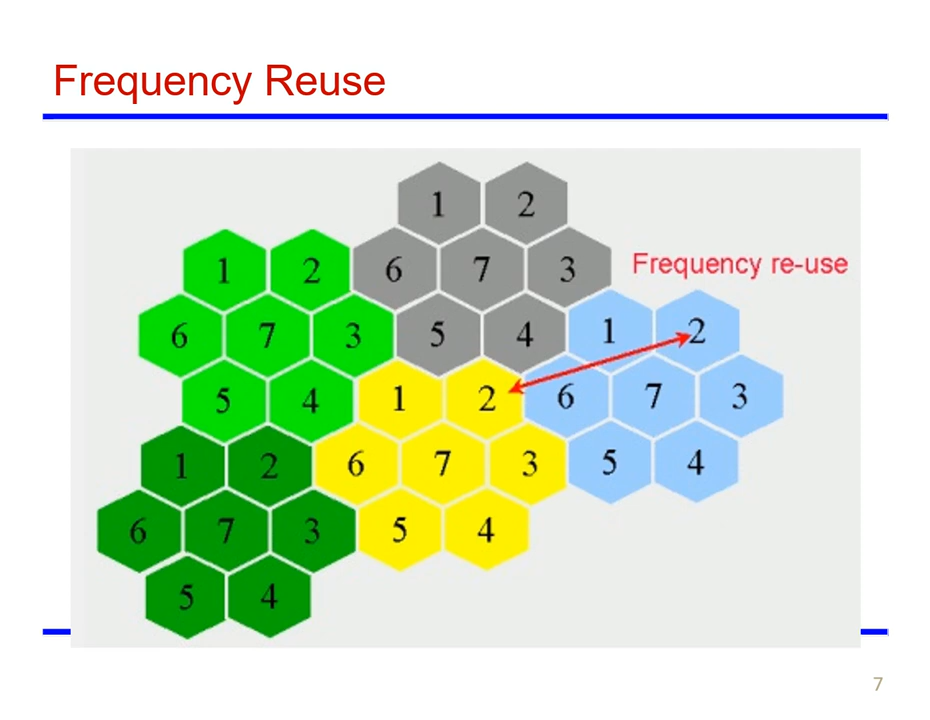 Frequency Reuse
1 2
1 2 6 7 3
Frequency re-use
6 7 3 5 4 1 2
5 4 1 2 6 7 3
1 2 6 7 3 5 4
6 7 3 5 4
5 4
7